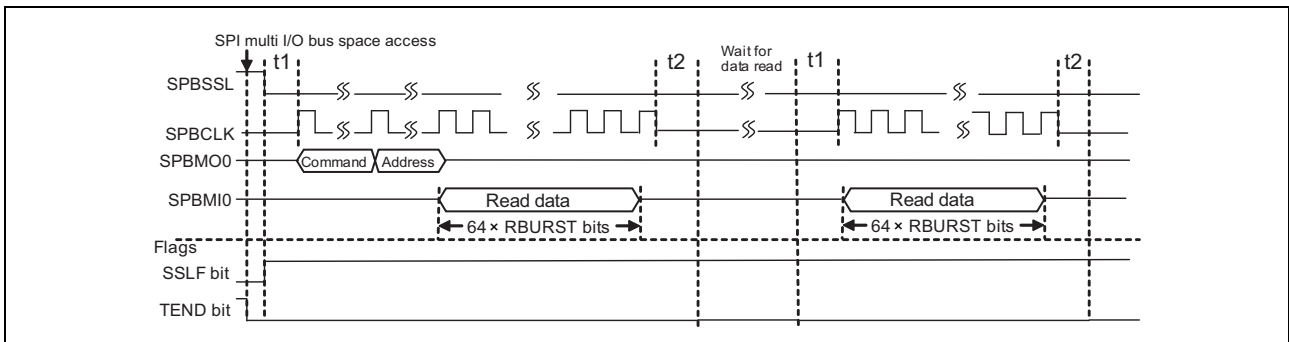 SPI multi I/O bus space access
t1 t2 Wait for data read t1 t2
SPBSSL
SPBCLK
SPBMO0 Command Address
SPBMI0 Read data Read data
64 × RBURST bits 64 × RBURST bits
Flags
SSLF bit
TEND bit